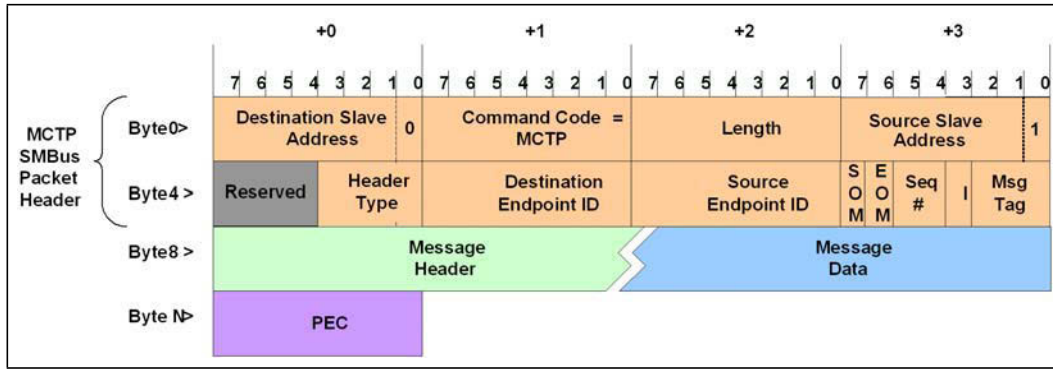 +0 +1 +2 +3
7 6 5 4 3 2 1 0 7 6 5 4 3 2 1 0 7 6 5 4 3 2 1 0 7 6 5 4 3 2 1 0
MCTP
SMBus
Packet
Header
Byte0>
Destination Slave
Address
0
Command Code =
MCTP
Length
Source Slave
Address
1
Byte4 >
Reserved
Header
Type
Destination
Endpoint ID
Source
Endpoint ID
S
O
M
E
O
M
Seq
#
I
Msg
Tag
Byte8 >
Message
Header
Message
Data
Byte N>
PEC